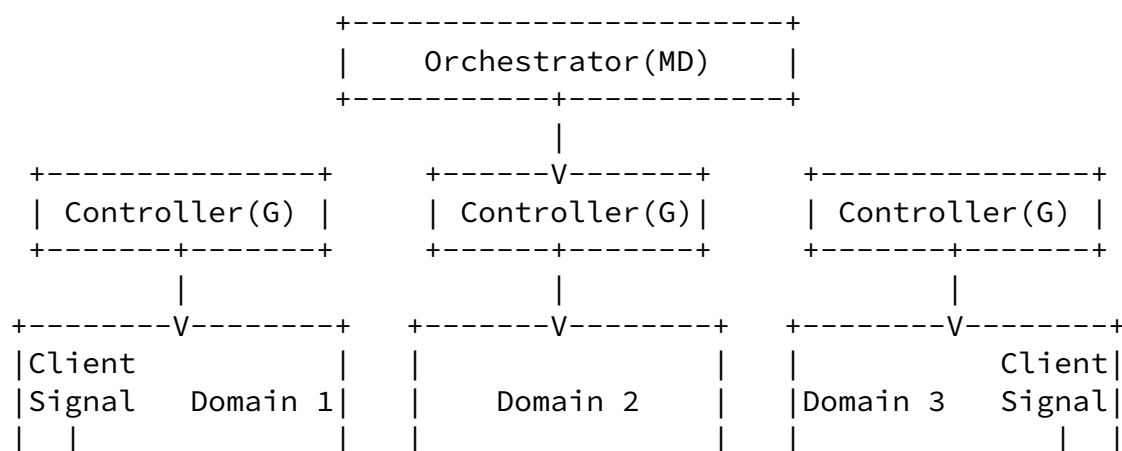 Orchestrator(MD)
Controller(G) Controller(G) Controller(G)
Client Client
Signal Domain 1 Domain 2 Domain 3 Signal